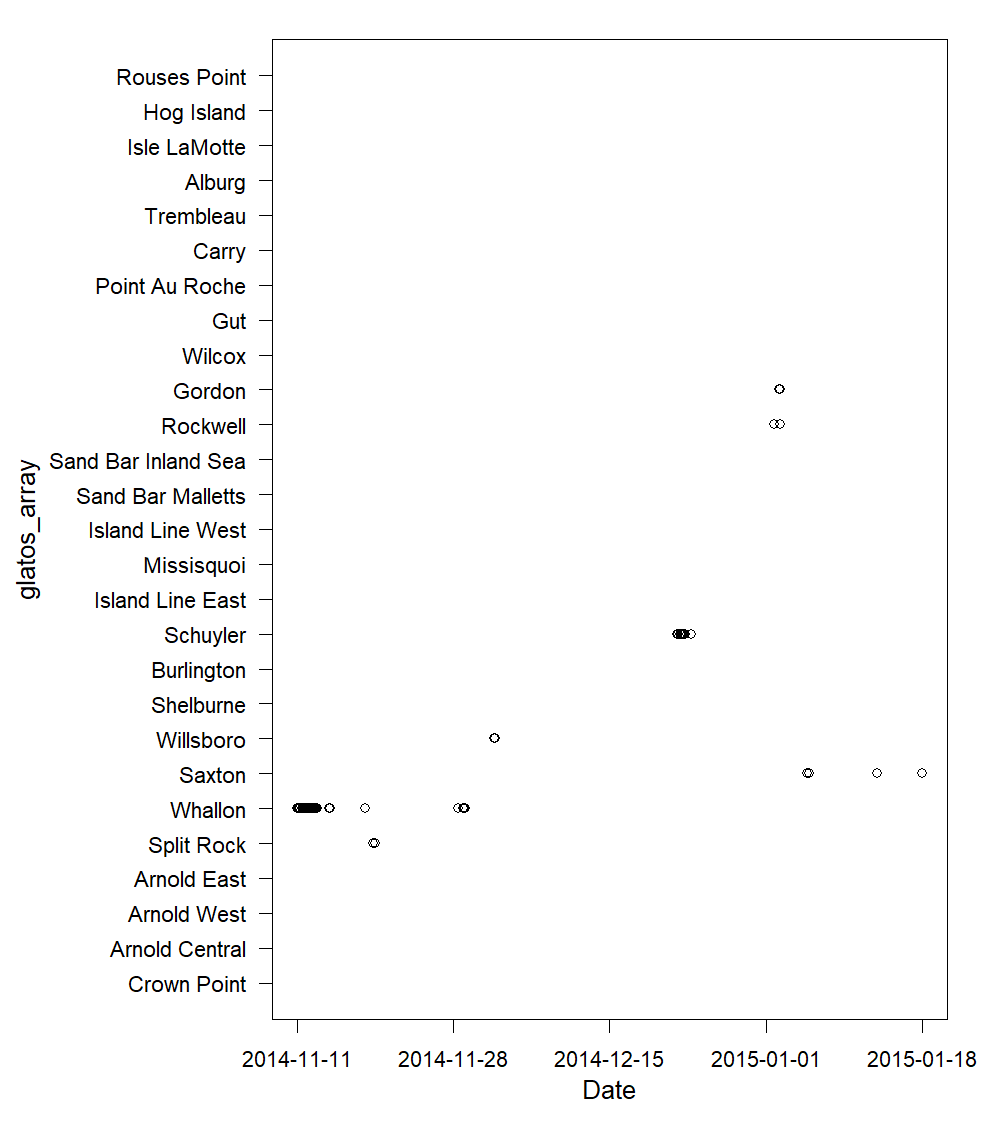 Rouses Point
Hog Island
Isle LaMotte
Alburg
Trembleau
Carry
Point Au Roche
Gut
Wilcox
Gordon
Rockwell
Sand Bar Inland Sea
Sand Bar Malletts
Island Line West
Missisquoi
Island Line East
Schuyler
Burlington
Shelburne
Willsboro
Saxton
Whallon
Split Rock
Arnold East
Arnold West
Arnold Central
Crown Point
glatos_array
2014-11-11 2014-11-28 2014-12-15 2015-01-01 2015-01-18
Date